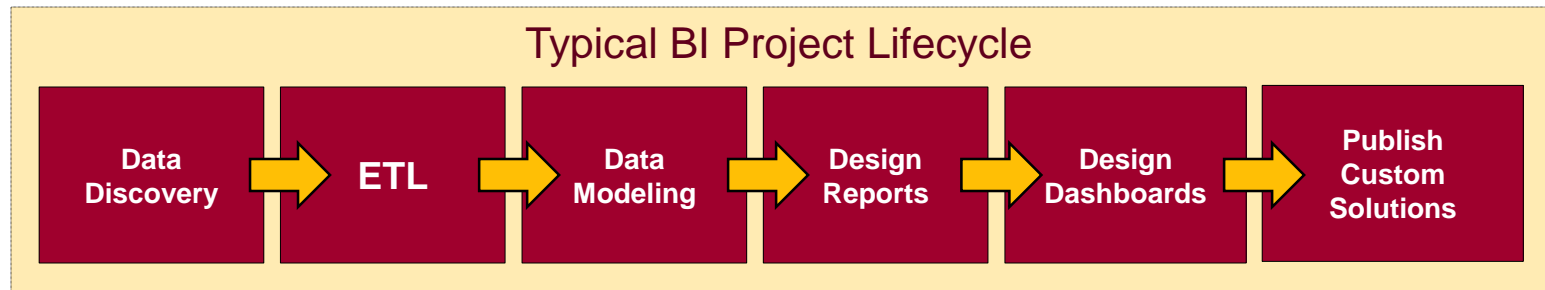 Typical BI Project Lifecycle
Data
Discovery
ETL
Data
Modeling
Design
Reports
Design
Dashboards
Publish
Custom
Solutions